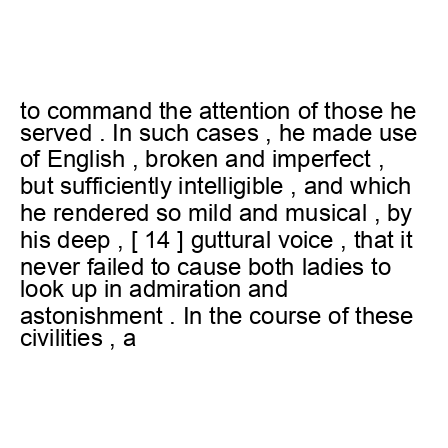 to command the attention of those he
served . In such cases , he made use
of English , broken and imperfect ,
but sufficiently intelligible , and which
he rendered so mild and musical , by
his deep , [ 14 ] guttural voice , that it
never failed to cause both ladies to
look up in admiration and
astonishment . In the course of these
civilities , a